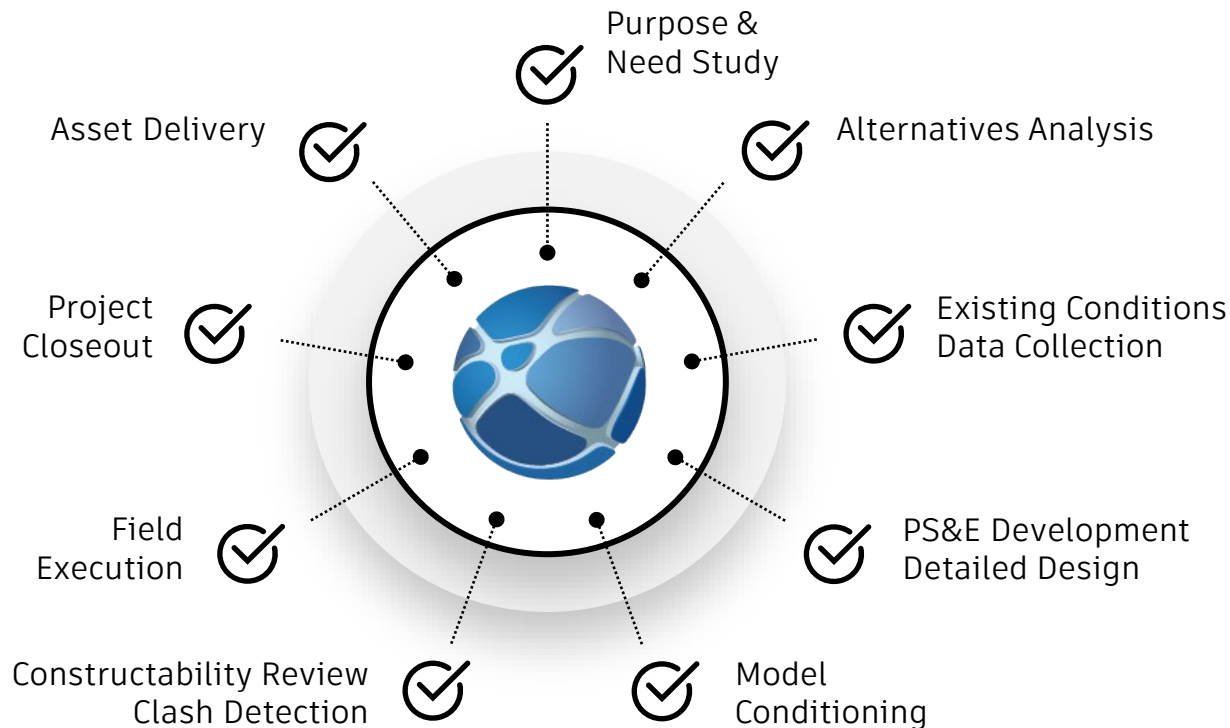 Purpose &
Need Study
Alternatives Analysis
Existing Conditions
Data Collection
PS&E Development
Detailed Design
Model
Conditioning
Constructability Review
Clash Detection
Field
Execution
Project
Closeout
Asset Delivery